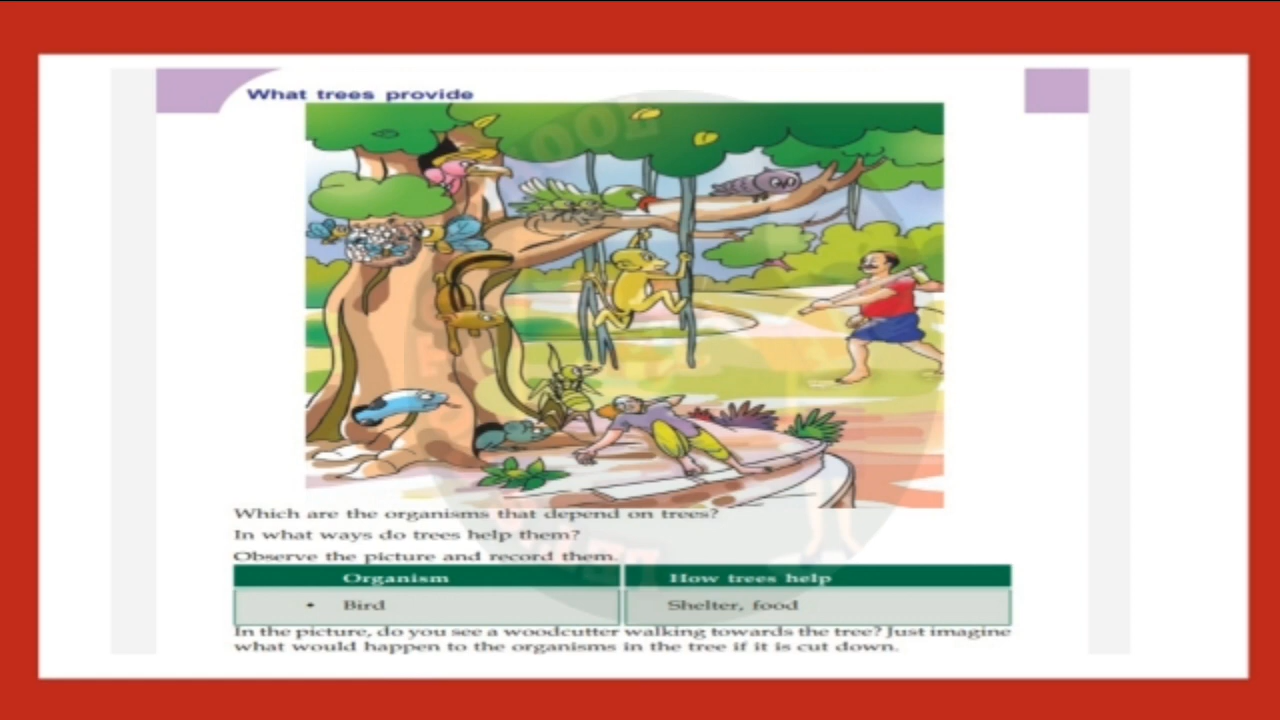 What trees provide
Which are the organisms that depend on trees?
In what ways do trees help them?
Observe the picture and record them.
Organism How trees help
• Bird Shelter, food
In the picture, do you see a woodcutter walking towards the tree? Just imagine
what would happen to the organisms in the tree if it is cut down.